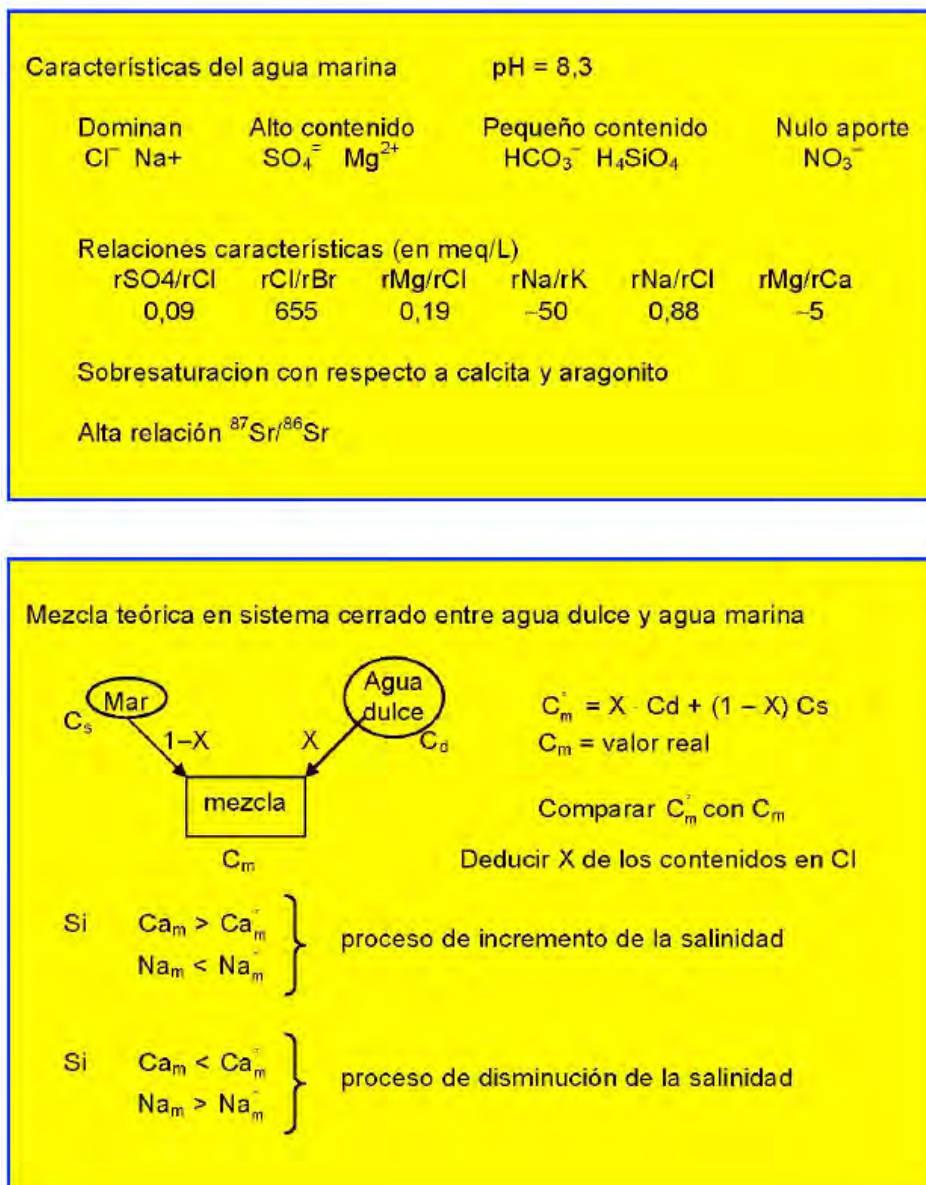 Características del agua marina pH = 8,3
Dominan Alto contenido Pequeño contenido Nulo aporte
Cl⁻ Na+ SO₄⁼ Mg²⁺ HCO₃⁻ H₄SiO₄ NO₃⁻
Relaciones características (en meq/L)
rSO4/rCl rCl/rBr rMg/rCl rNa/rK rNa/rCl rMg/rCa
0,09 655 0,19 –50 0,88 –5
Sobresaturacion con respecto a calcita y aragonito
Alta relación ⁸⁷Sr/⁸⁶Sr
Mezcla teórica en sistema cerrado entre agua dulce y agua marina
Mar
Agua
dulce
Cₛ
1–X
X
C_d
mezcla
Cₘ
C*ₘ = X · Cd + (1 – X) Cs
Cₘ = valor real
Comparar C*ₘ con Cₘ
Deducir X de los contenidos en Cl
Si Caₘ > Ca*ₘ
Naₘ < Na*ₘ
proceso de incremento de la salinidad
Si Caₘ < Ca*ₘ
Naₘ > Na*ₘ
proceso de disminución de la salinidad